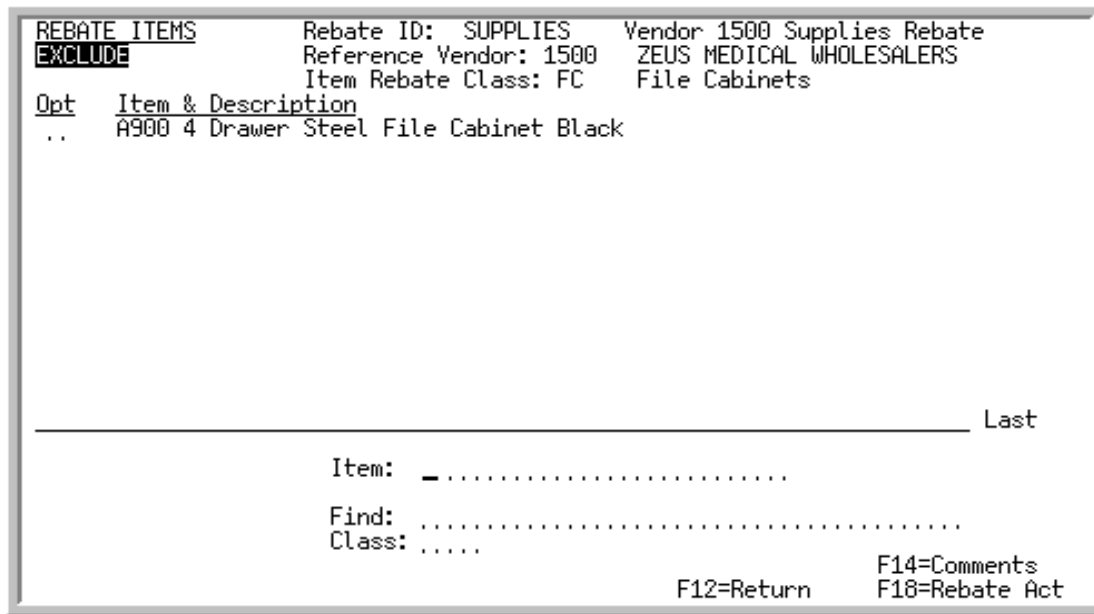 REBATE ITEMS Rebate ID: SUPPLIES Vendor 1500 Supplies Rebate
EXCLUDE Reference Vendor: 1500 ZEUS MEDICAL WHOLESALERS
Item Rebate Class: FC File Cabinets
Opt Item & Description
.. A900 4 Drawer Steel File Cabinet Black
Last
Item: _ . . . . . . . . . . . . . . . . . . . . . . . . . .
Find: . . . . . . . . . . . . . . . . . . . . . . . . . . . . . . . . . . . . . . . .
Class: . . . . .
F14=Comments
F12=Return F18=Rebate Act